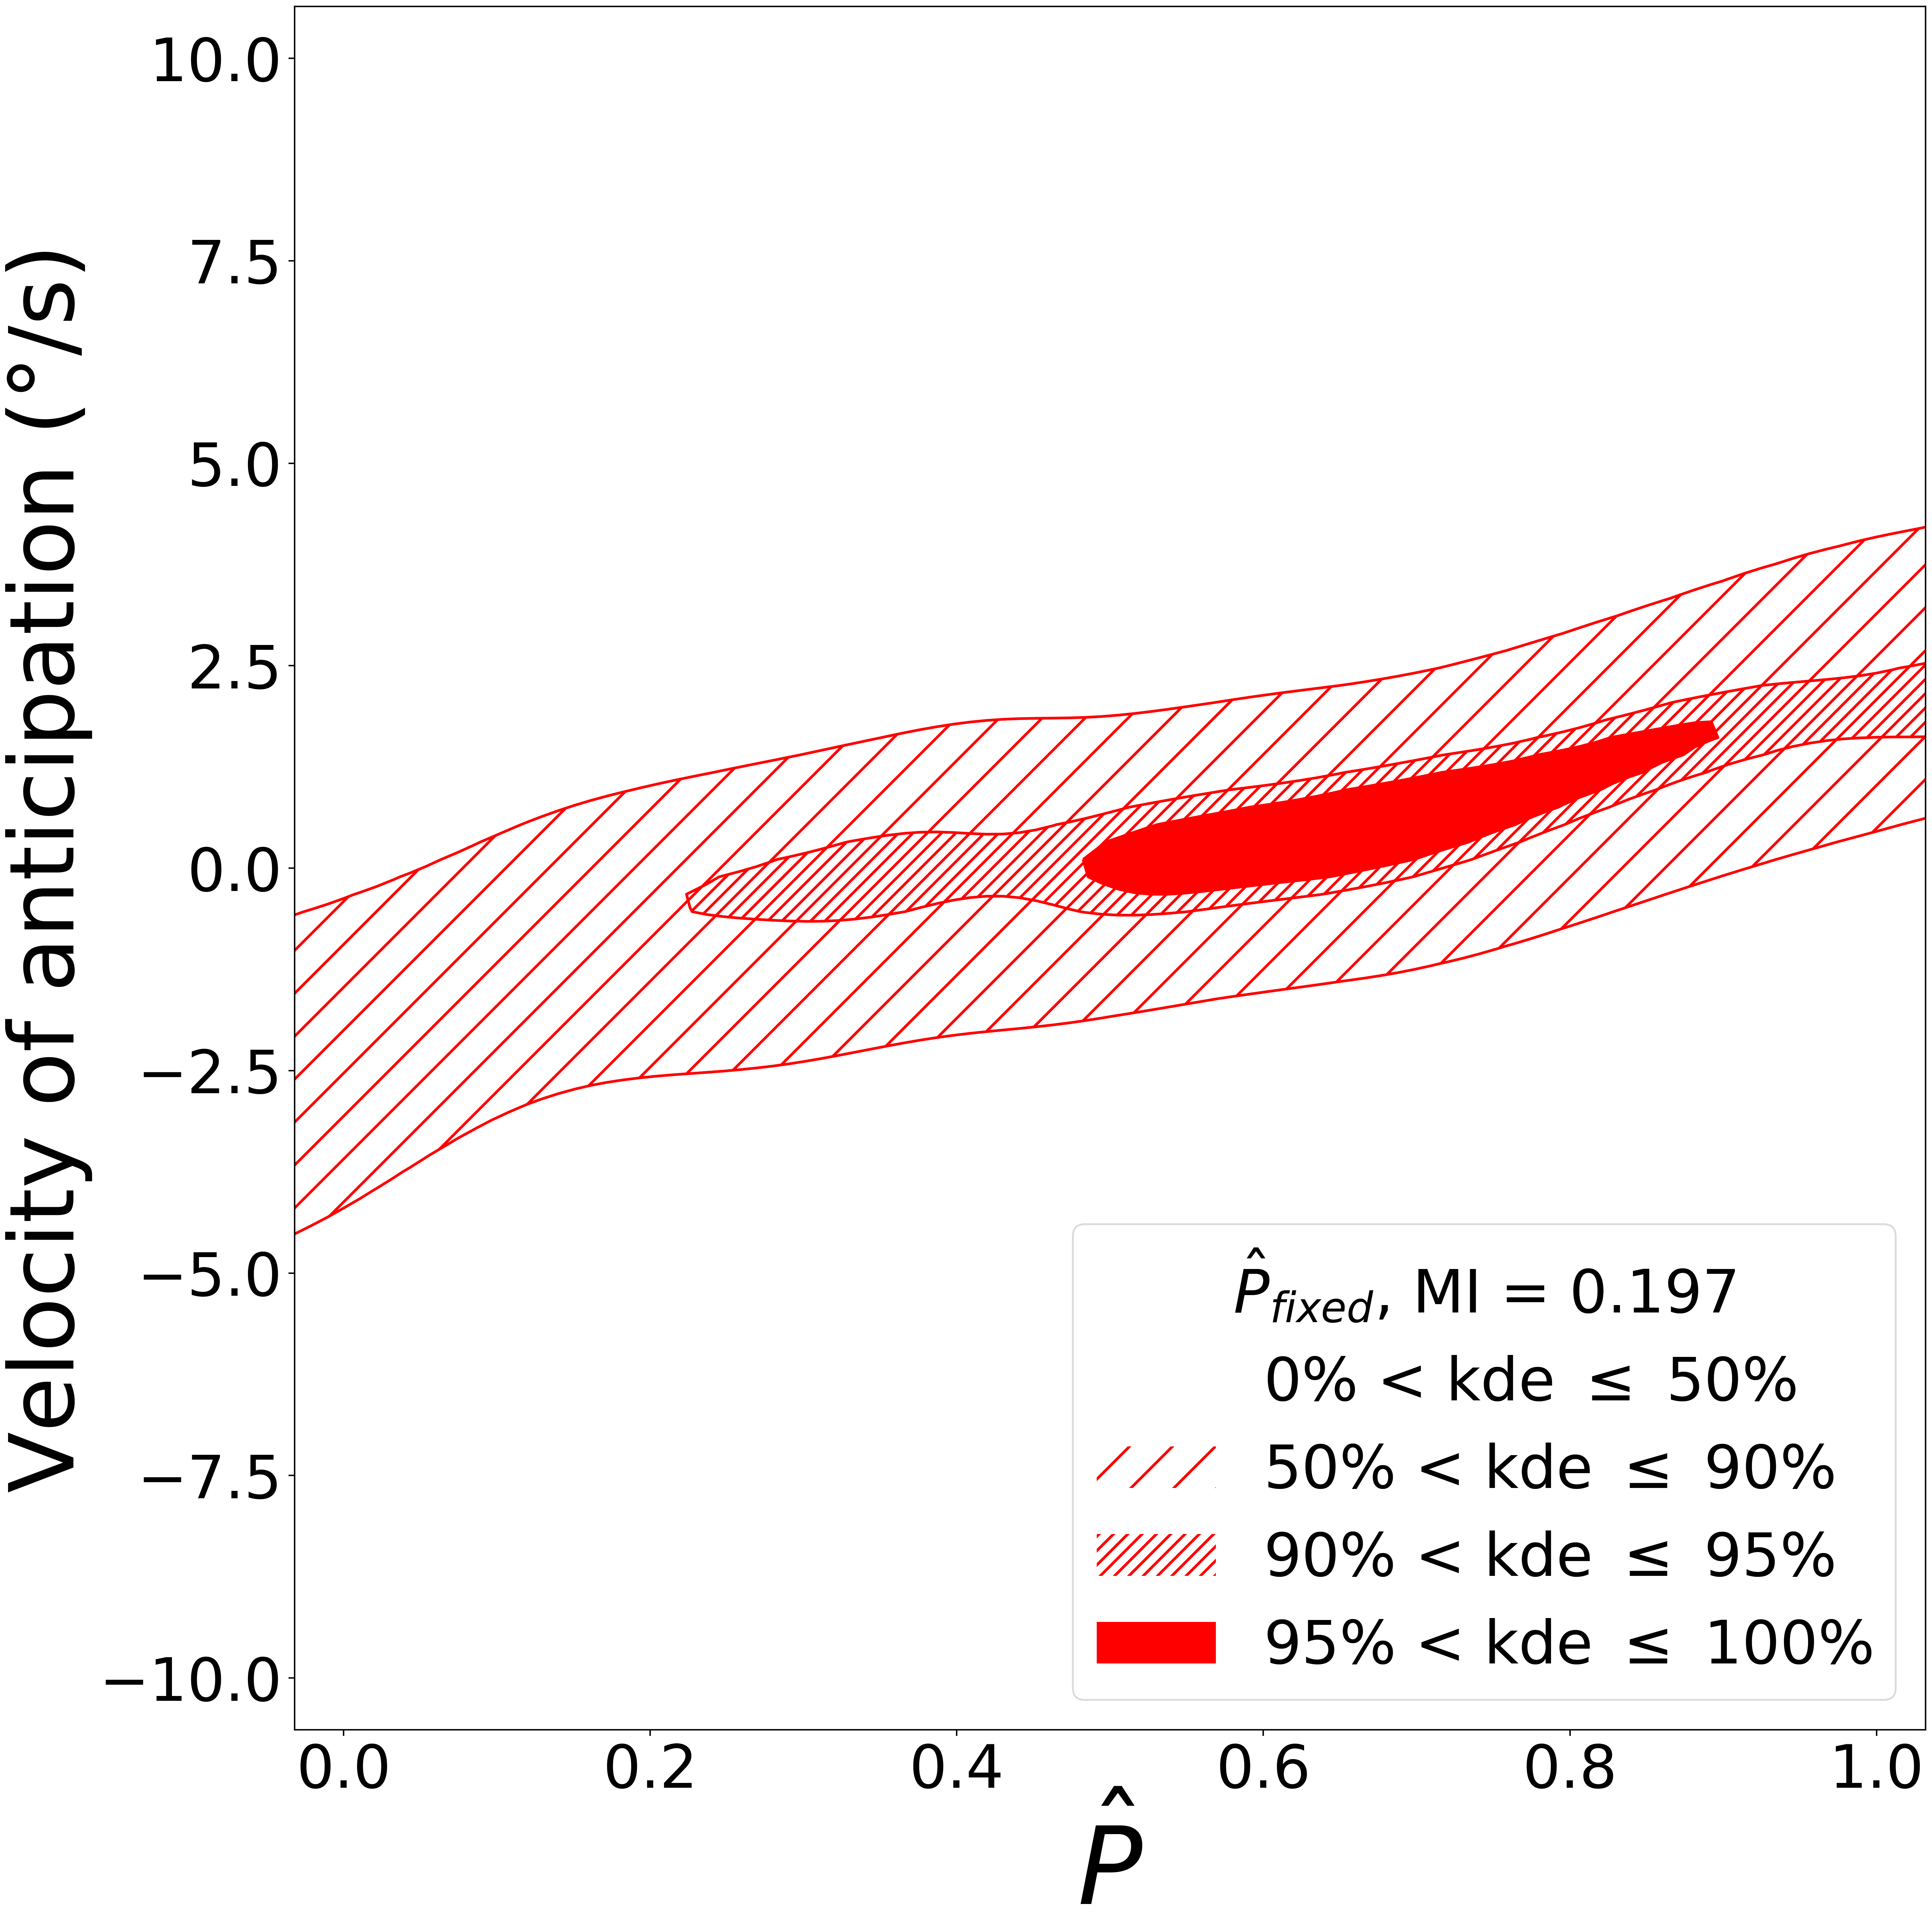 Velocity of anticipation (°/s)
10.0
7.5
5.0
2.5
0.0
−2.5
−5.0
−7.5
−10.0
P̂fixed, MI = 0.197
0% < kde ≤ 50%
50% < kde ≤ 90%
90% < kde ≤ 95%
95% < kde ≤ 100%
0.0 0.2 0.4 0.6 0.8 1.0
P̂